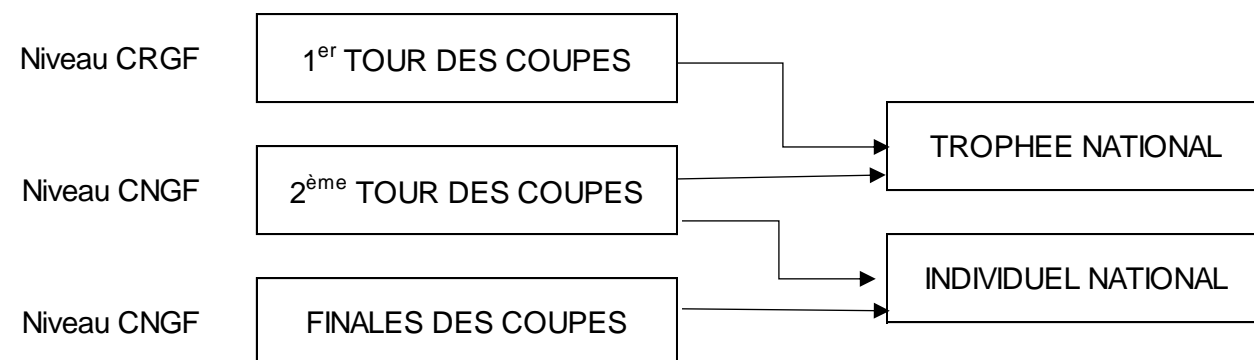 Niveau CRGF
1er TOUR DES COUPES
TROPHEE NATIONAL
Niveau CNGF
2ème TOUR DES COUPES
INDIVIDUEL NATIONAL
Niveau CNGF
FINALES DES COUPES